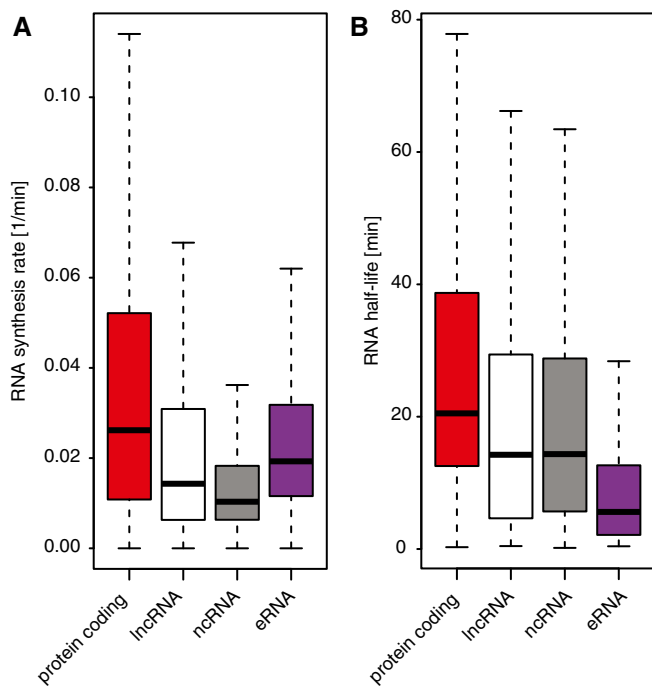 A
RNA synthesis rate [1/min]
0.10
0.08
0.06
0.04
0.02
0.00
protein coding
lncRNA
ncRNA
eRNA
B
RNA half-life [min]
80
60
40
20
0
protein coding
lncRNA
ncRNA
eRNA